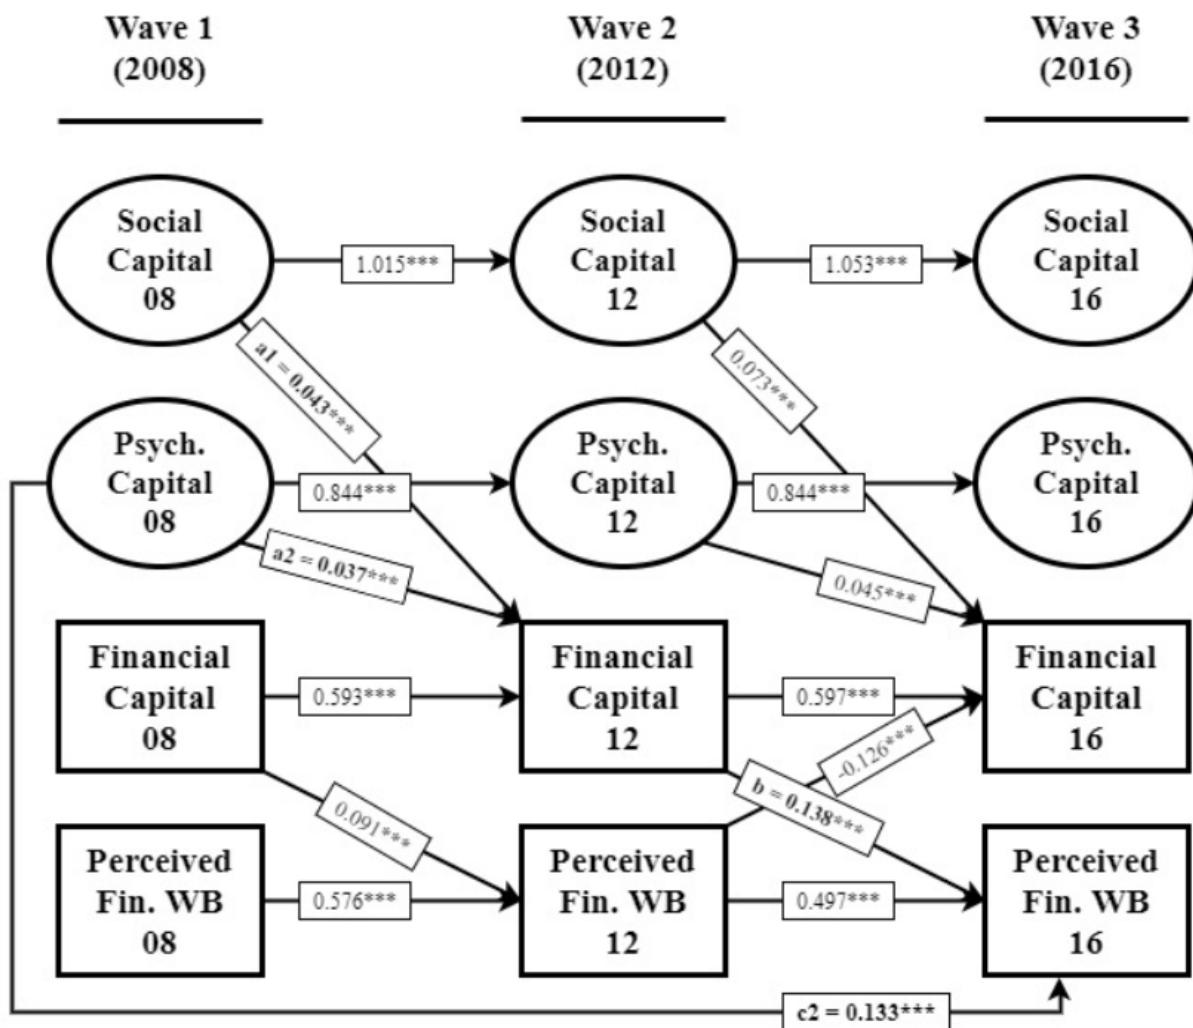 Wave 1
(2008)
Wave 2
(2012)
Wave 3
(2016)
Social
Capital
08
1.015***
Social
Capital
12
1.053***
Social
Capital
16
a1 = 0.043***
0.073***
Psych.
Capital
08
0.844***
Psych.
Capital
12
0.844***
Psych.
Capital
16
a2 = 0.037***
0.045***
Financial
Capital
08
0.593***
Financial
Capital
12
0.597***
Financial
Capital
16
-0.126***
0.091***
b = 0.138***
Perceived
Fin. WB
08
0.576***
Perceived
Fin. WB
12
0.497***
Perceived
Fin. WB
16
c2 = 0.133***